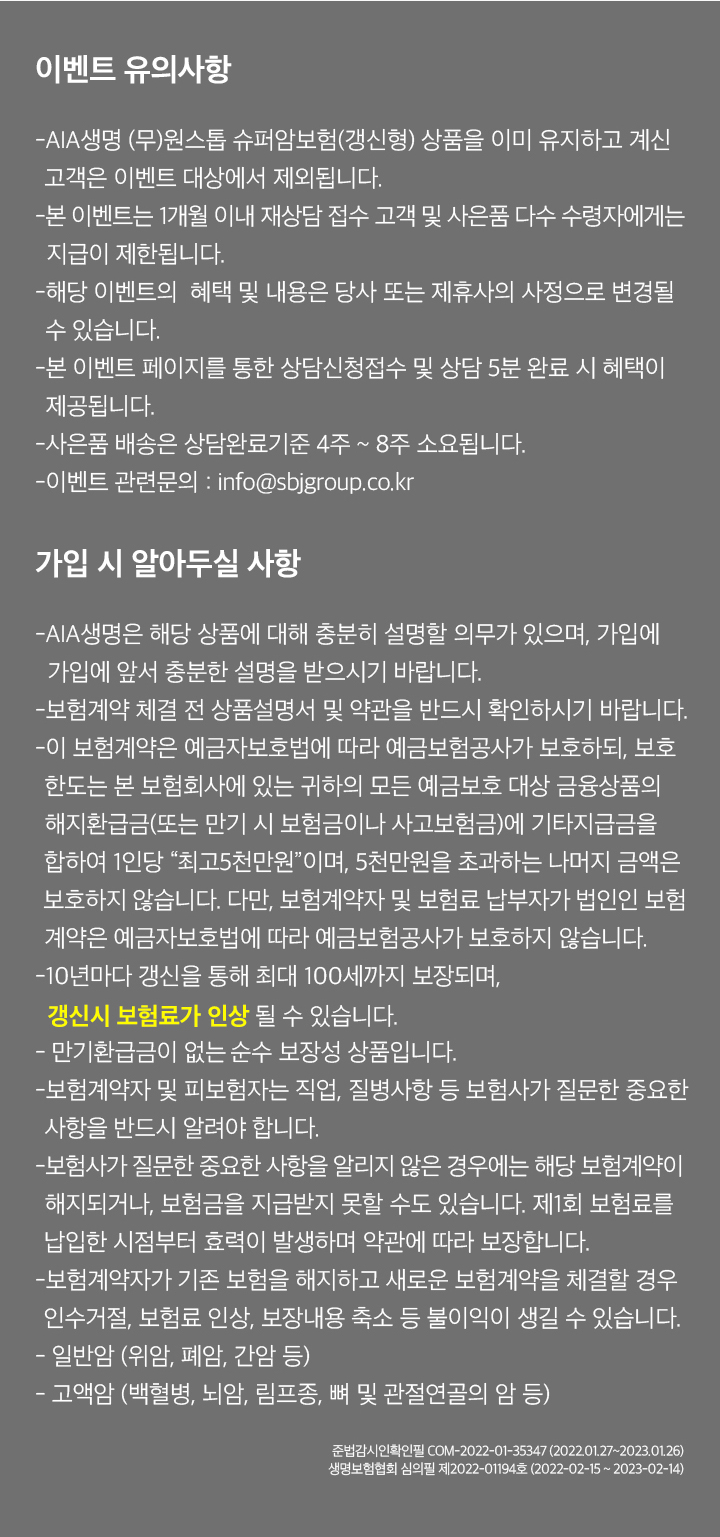 이벤트 유의사항
-AIA생명 (무)원스톱 슈퍼암보험(갱신형) 상품을 이미 유지하고 계신
고객은 이벤트 대상에서 제외됩니다.
-본 이벤트는 1개월 이내 재상담 접수 고객 및 사은품 다수 수령자에게는
지급이 제한됩니다.
-해당 이벤트의  혜택 및 내용은 당사 또는 제휴사의 사정으로 변경될
수 있습니다.
-본 이벤트 페이지를 통한 상담신청접수 및 상담 5분 완료 시 혜택이
제공됩니다.
-사은품 배송은 상담완료기준 4주 ~ 8주 소요됩니다.
-이벤트 관련문의 : info@sbjgroup.co.kr
가입 시 알아두실 사항
-AIA생명은 해당 상품에 대해 충분히 설명할 의무가 있으며, 가입에
가입에 앞서 충분한 설명을 받으시기 바랍니다.
-보험계약 체결 전 상품설명서 및 약관을 반드시 확인하시기 바랍니다.
-이 보험계약은 예금자보호법에 따라 예금보험공사가 보호하되, 보호
한도는 본 보험회사에 있는 귀하의 모든 예금보호 대상 금융상품의
해지환급금(또는 만기 시 보험금이나 사고보험금)에 기타지급금을
합하여 1인당 “최고5천만원”이며, 5천만원을 초과하는 나머지 금액은
보호하지 않습니다. 다만, 보험계약자 및 보험료 납부자가 법인인 보험
계약은 예금자보호법에 따라 예금보험공사가 보호하지 않습니다.
-10년마다 갱신을 통해 최대 100세까지 보장되며,
갱신시 보험료가 인상 될 수 있습니다.
- 만기환급금이 없는 순수 보장성 상품입니다.
-보험계약자 및 피보험자는 직업, 질병사항 등 보험사가 질문한 중요한
사항을 반드시 알려야 합니다.
-보험사가 질문한 중요한 사항을 알리지 않은 경우에는 해당 보험계약이
해지되거나, 보험금을 지급받지 못할 수도 있습니다. 제1회 보험료를
납입한 시점부터 효력이 발생하며 약관에 따라 보장합니다.
-보험계약자가 기존 보험을 해지하고 새로운 보험계약을 체결할 경우
인수거절, 보험료 인상, 보장내용 축소 등 불이익이 생길 수 있습니다.
- 일반암 (위암, 폐암, 간암 등)
- 고액암 (백혈병, 뇌암, 림프종, 뼈 및 관절연골의 암 등)
준법감시인확인필 COM-2022-01-35347 (2022.01.27~2023.01.26)
생명보험협회 심의필 제2022-01194호 (2022-02-15 ~ 2023-02-14)